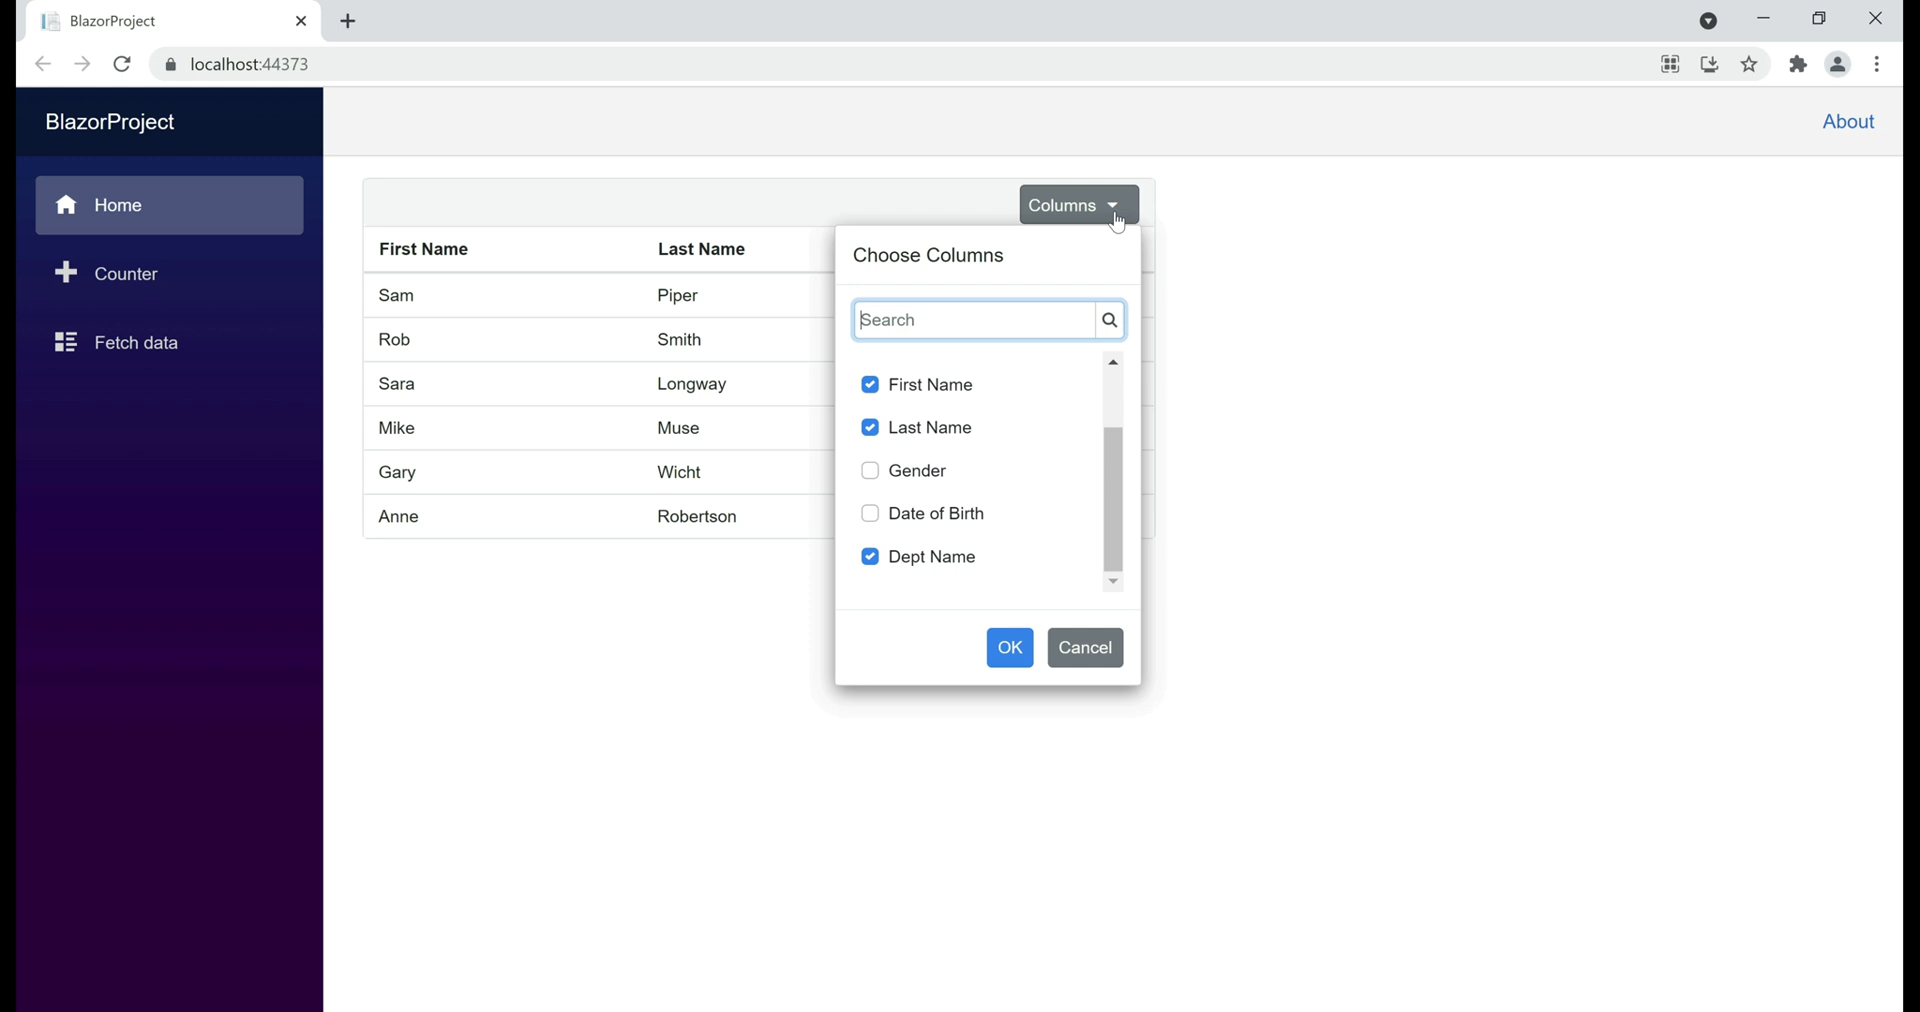 BlazorProject
localhost:44373
BlazorProject
About
Home
Counter
Fetch data
Columns
First Name Last Name
Sam Piper
Rob Smith
Sara Longway
Mike Muse
Gary Wicht
Anne Robertson
Choose Columns
Search
First Name
Last Name
Gender
Date of Birth
Dept Name
OK Cancel